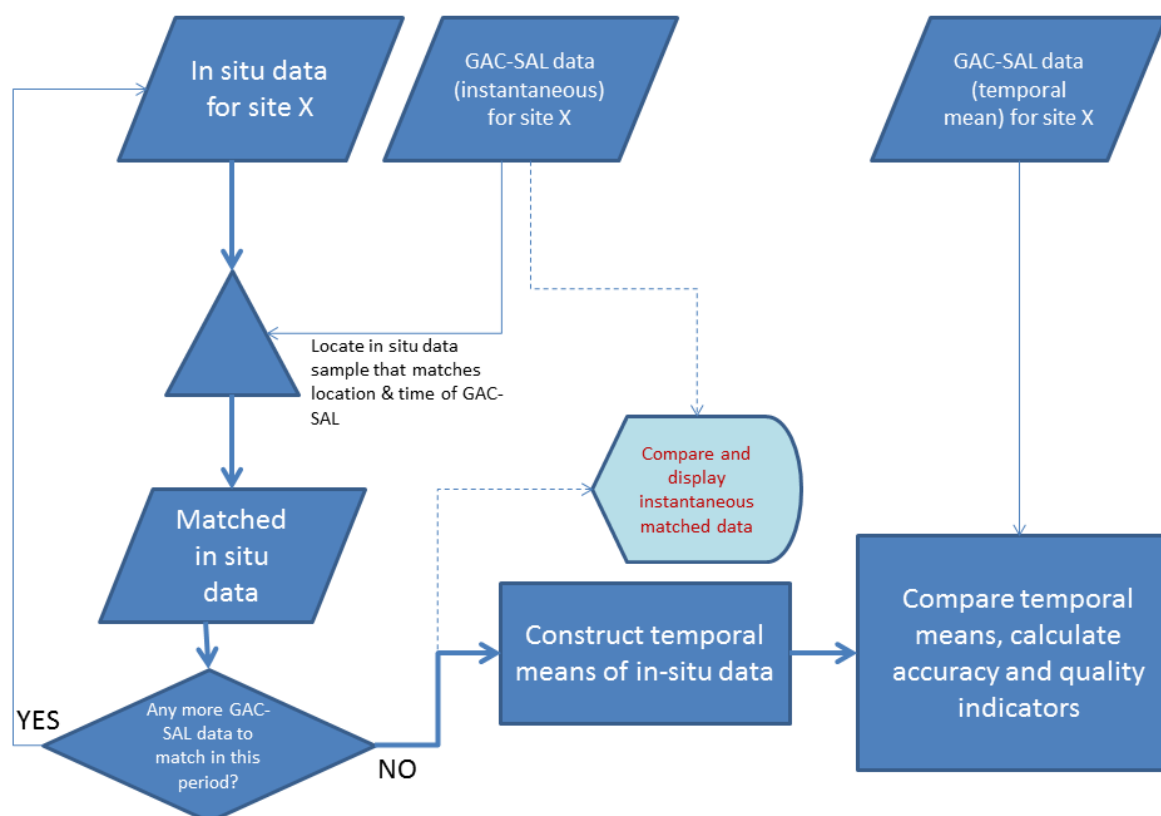 In situ data
for site X
GAC-SAL data
(instantaneous)
for site X
GAC-SAL data
(temporal
mean) for site X
Locate in situ data
sample that matches
location & time of GAC-
SAL
Compare and
display
instantaneous
matched data
Matched
in situ
data
Construct temporal
means of in-situ data
Compare temporal
means, calculate
accuracy and quality
indicators
YES
Any more GAC-
SAL data to
match in this
period?
NO